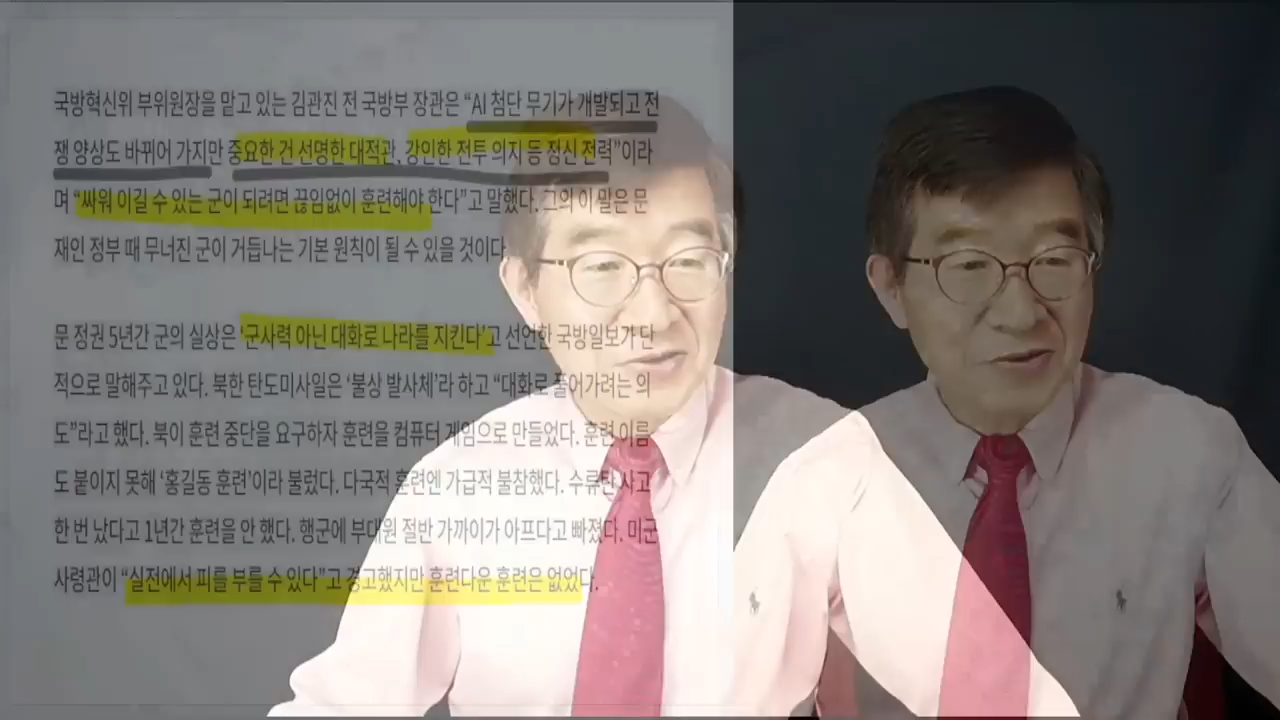 국방혁신위 부위원장을 맡고 있는 김관진 전 국방부 장관은 “AI 첨단 무기가 개발되고 전
쟁 양상도 바뀌어 가지만 중요한 건 선명한 대적관, 강인한 전투 의지 등 정신 전력”이라
며 “싸워 이길 수 있는 군이 되려면 끊임없이 훈련해야 한다”고 말했다. 그의 이 말은 문
재인 정부 때 무너진 군이 거듭나는 기본 원칙이 될 수 있을 것이다
문 정권 5년간 군의 실상은 ‘군사력 아닌 대화로 나라를 지킨다’고 선언한 국방일보가 단
적으로 말해주고 있다. 북한 탄도미사일은 ‘불상 발사체’라 하고 “대화로 풀어가려는 의
도”라고 했다. 북이 훈련 중단을 요구하자 훈련을 컴퓨터 게임으로 만들었다. 훈련 이름
도 붙이지 못해 ‘홍길동 훈련’이라 불렀다. 다국적 훈련엔 가급적 불참했다. 수류탄 사고
한 번 났다고 1년간 훈련을 안 했다. 행군에 부대원 절반 가까이가 아프다고 빠졌다. 미군
사령관이 “실전에서 피를 부를 수 있다”고 경고했지만 훈련다운 훈련은 없었다.